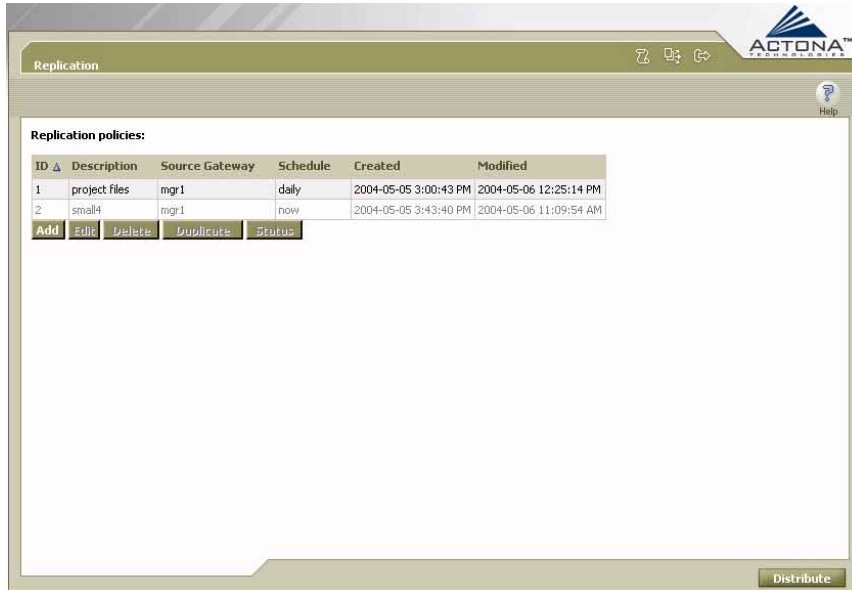 ACTONA™
TECHNOLOGIES
Replication
Help
Replication policies:
ID Description Source Gateway Schedule Created Modified
1 project files mgr1 daily 2004-05-05 3:00:43 PM 2004-05-06 12:25:14 PM
2 small4 mgr1 now 2004-05-05 3:43:40 PM 2004-05-06 11:09:54 AM
Add Edit Delete Duplicate Status
Distribute